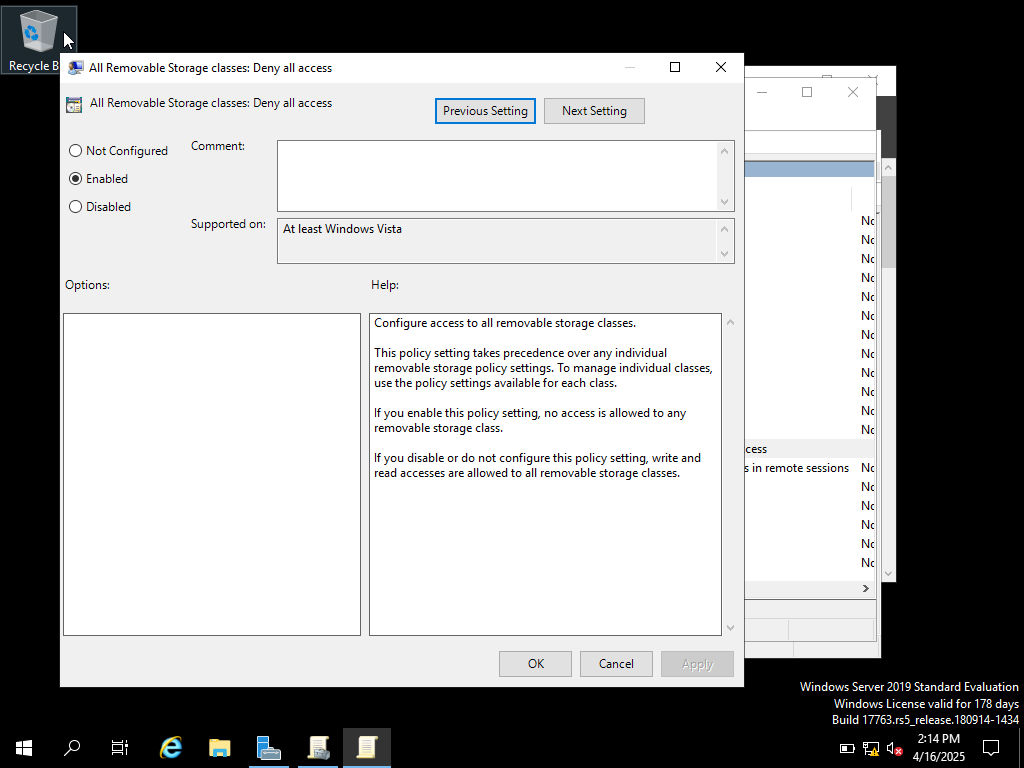 Recycle B
All Removable Storage classes: Deny all access
All Removable Storage classes: Deny all access
Previous Setting
Next Setting
Not Configured
Enabled
Disabled
Comment:
Supported on:
At least Windows Vista
Options:
Help:
Configure access to all removable storage classes.
This policy setting takes precedence over any individual
removable storage policy settings. To manage individual classes,
use the policy settings available for each class.
If you enable this policy setting, no access is allowed to any
removable storage class.
If you disable or do not configure this policy setting, write and
read accesses are allowed to all removable storage classes.
OK
Cancel
Apply
No
No
No
No
No
No
No
No
No
No
No
No
cess
s in remote sessions No
No
No
No
No
No
Windows Server 2019 Standard Evaluation
Windows License valid for 178 days
Build 17763.rs5_release.180914-1434
2:14 PM
4/16/2025